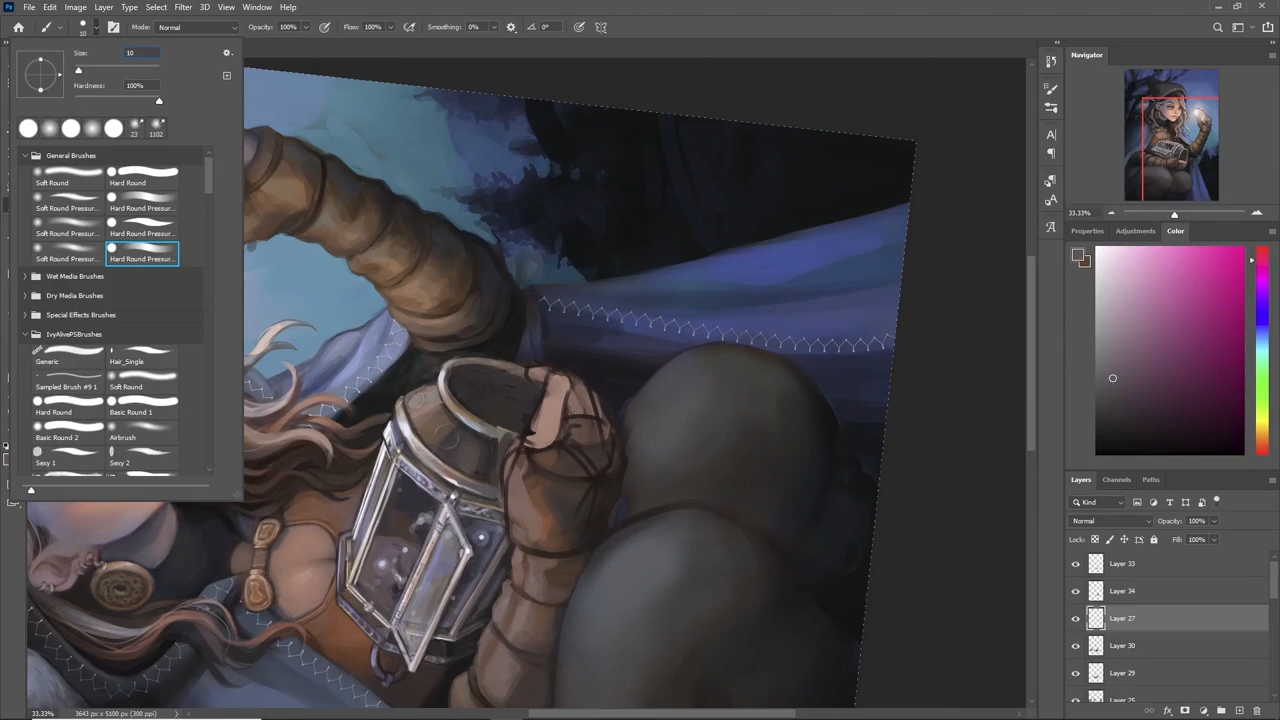 Ps File Edit Image Layer Type Select Filter 3D View Window Help
10 Mode: Normal Opacity: 100% Flow: 100% Smoothing: 0% 0°
Size: 10
Hardness: 100%
23 1102
General Brushes
Soft Round Hard Round
Soft Round Pressur... Hard Round Pressur...
Soft Round Pressur... Hard Round Pressur...
Soft Round Pressur... Hard Round Pressur...
Wet Media Brushes
Dry Media Brushes
Special Effects Brushes
IvyAlivePSBrushes
Generic Hair_Single
Sampled Brush #9 1 Soft Round
Hard Round Basic Round 1
Basic Round 2 Airbrush
Sexy 1 Sexy 2
Navigator
33.33%
Properties Adjustments Color
Layers Channels Paths
Kind
Normal Opacity: 100%
Lock: Fill: 100%
Layer 33
Layer 34
Layer 27
Layer 30
Layer 29
Layer 25
33.33% 3643 px x 5100 px (300 ppi)